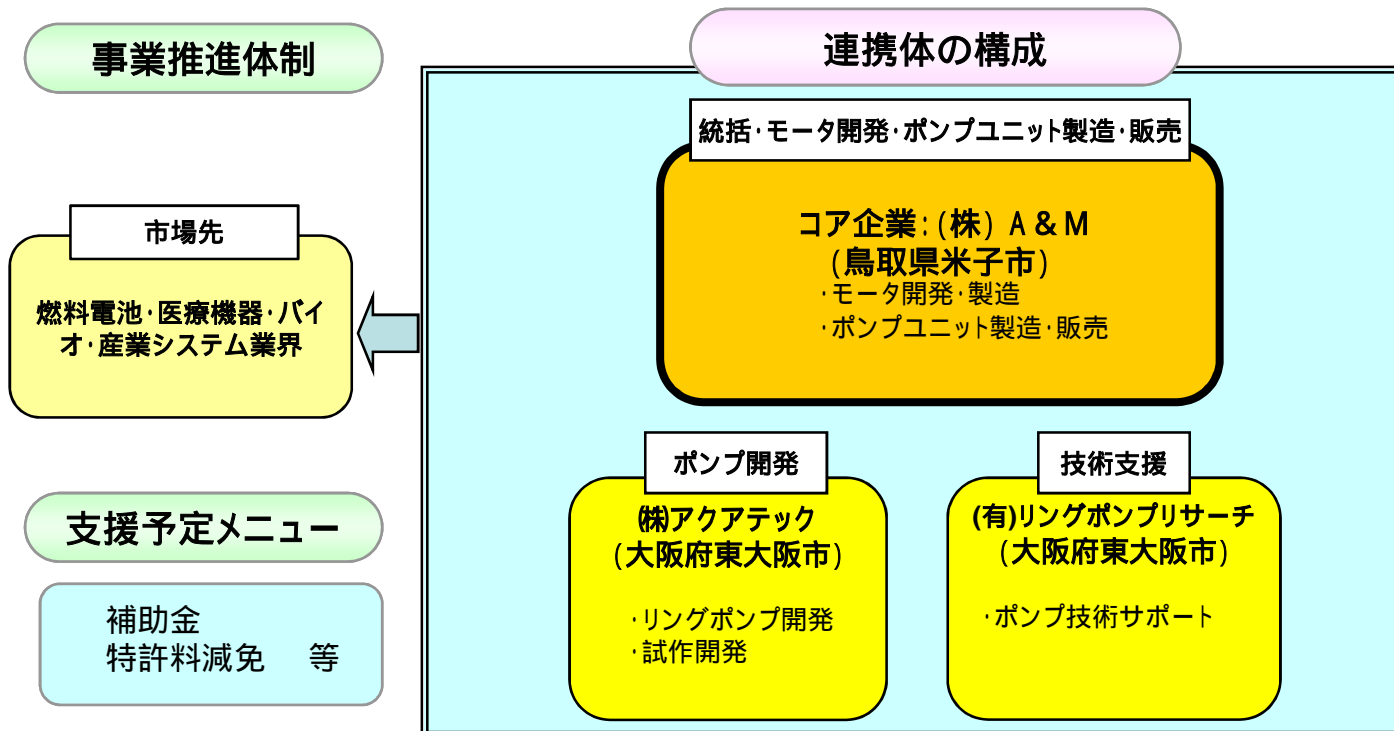 事業推進体制
連携体の構成
統括･モータ開発･ポンプユニット製造･販売
コア企業：(株) A & M
(鳥取県米子市)
･モータ開発･製造
･ポンプユニット製造･販売
市場先
燃料電池･医療機器･バイ
オ･産業システム業界
ポンプ開発
㈱アクアテック
(大阪府東大阪市)
･リングポンプ開発
･試作開発
技術支援
(有)リングポンプリサーチ
(大阪府東大阪市)
･ポンプ技術サポート
支援予定メニュー
補助金
特許料減免　等